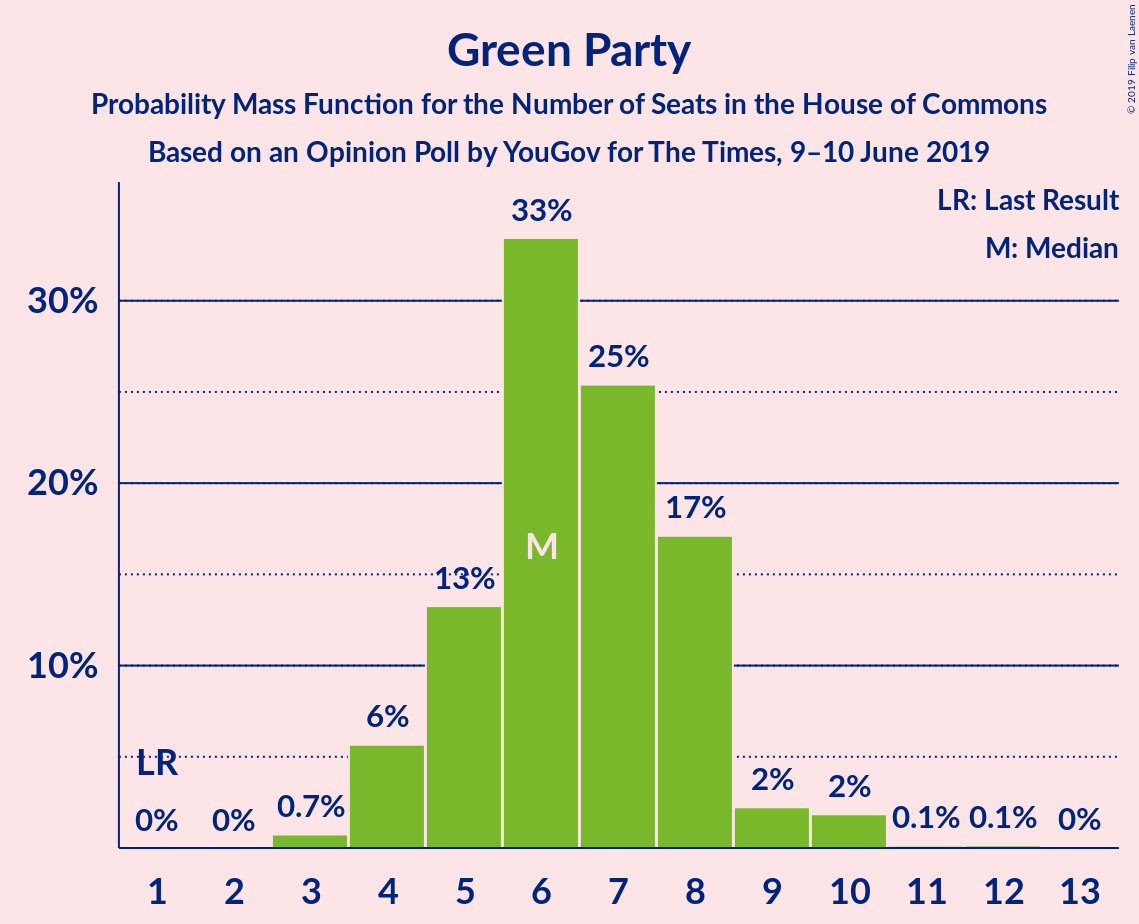 Green Party
Probability Mass Function for the Number of Seats in the House of Commons
Based on an Opinion Poll by YouGov for The Times, 9–10 June 2019
© 2019 Filip van Laenen
LR: Last Result
M: Median
30%
20%
10%
LR
0%
0%
0.7%
6%
13%
33%
M
25%
17%
2%
2%
0.1%
0.1%
0%
1 2 3 4 5 6 7 8 9 10 11 12 13